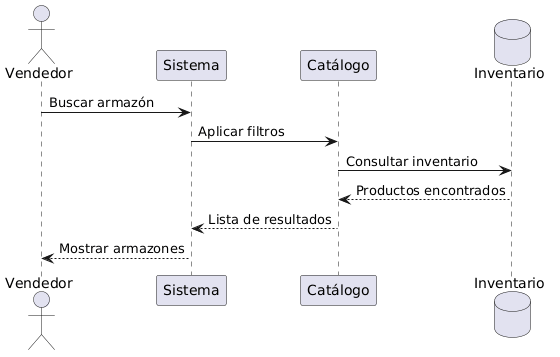 Vendedor
Sistema
Catálogo
Inventario
Buscar armazón
Aplicar filtros
Consultar inventario
Productos encontrados
Lista de resultados
Mostrar armazones
Vendedor
Sistema
Catálogo
Inventario